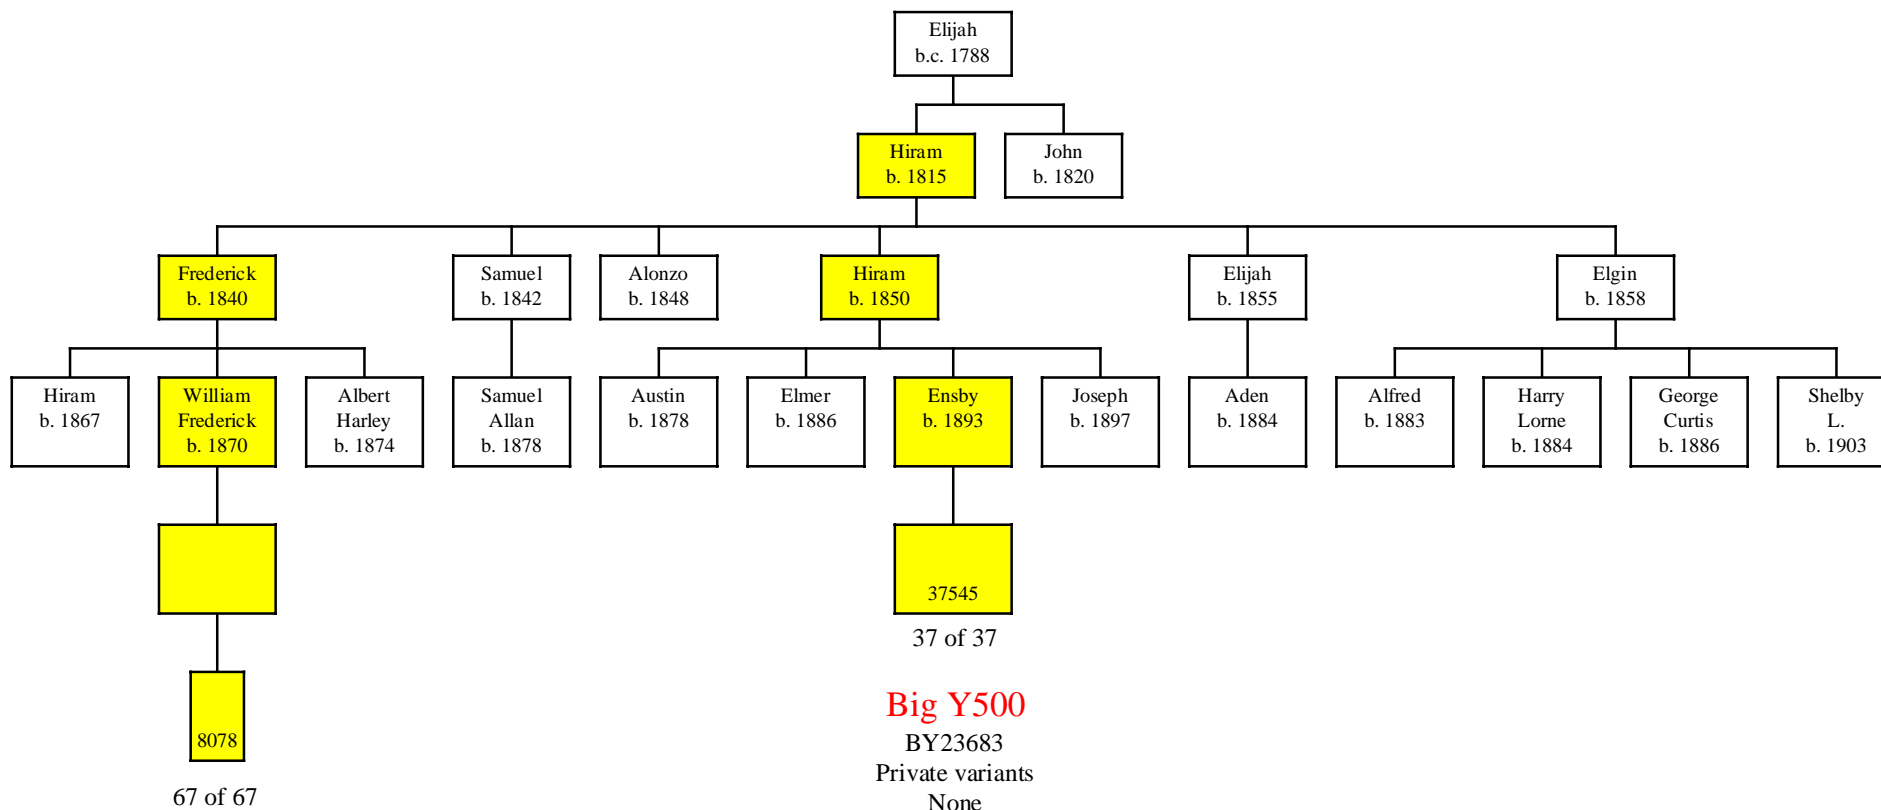 Elijah
b.c. 1788
Hiram
b. 1815
John
b. 1820
Frederick
b. 1840
Samuel
b. 1842
Alonzo
b. 1848
Hiram
b. 1850
Elijah
b. 1855
Elgin
b. 1858
Hiram
b. 1867
William
Frederick
b. 1870
Albert
Harley
b. 1874
Samuel
Allan
b. 1878
Austin
b. 1878
Elmer
b. 1886
Ensby
b. 1893
Joseph
b. 1897
Aden
b. 1884
Alfred
b. 1883
Harry
Lorne
b. 1884
George
Curtis
b. 1886
Shelby
L.
b. 1903
37545
37 of 37
Big Y500
BY23683
Private variants
None
8078
67 of 67